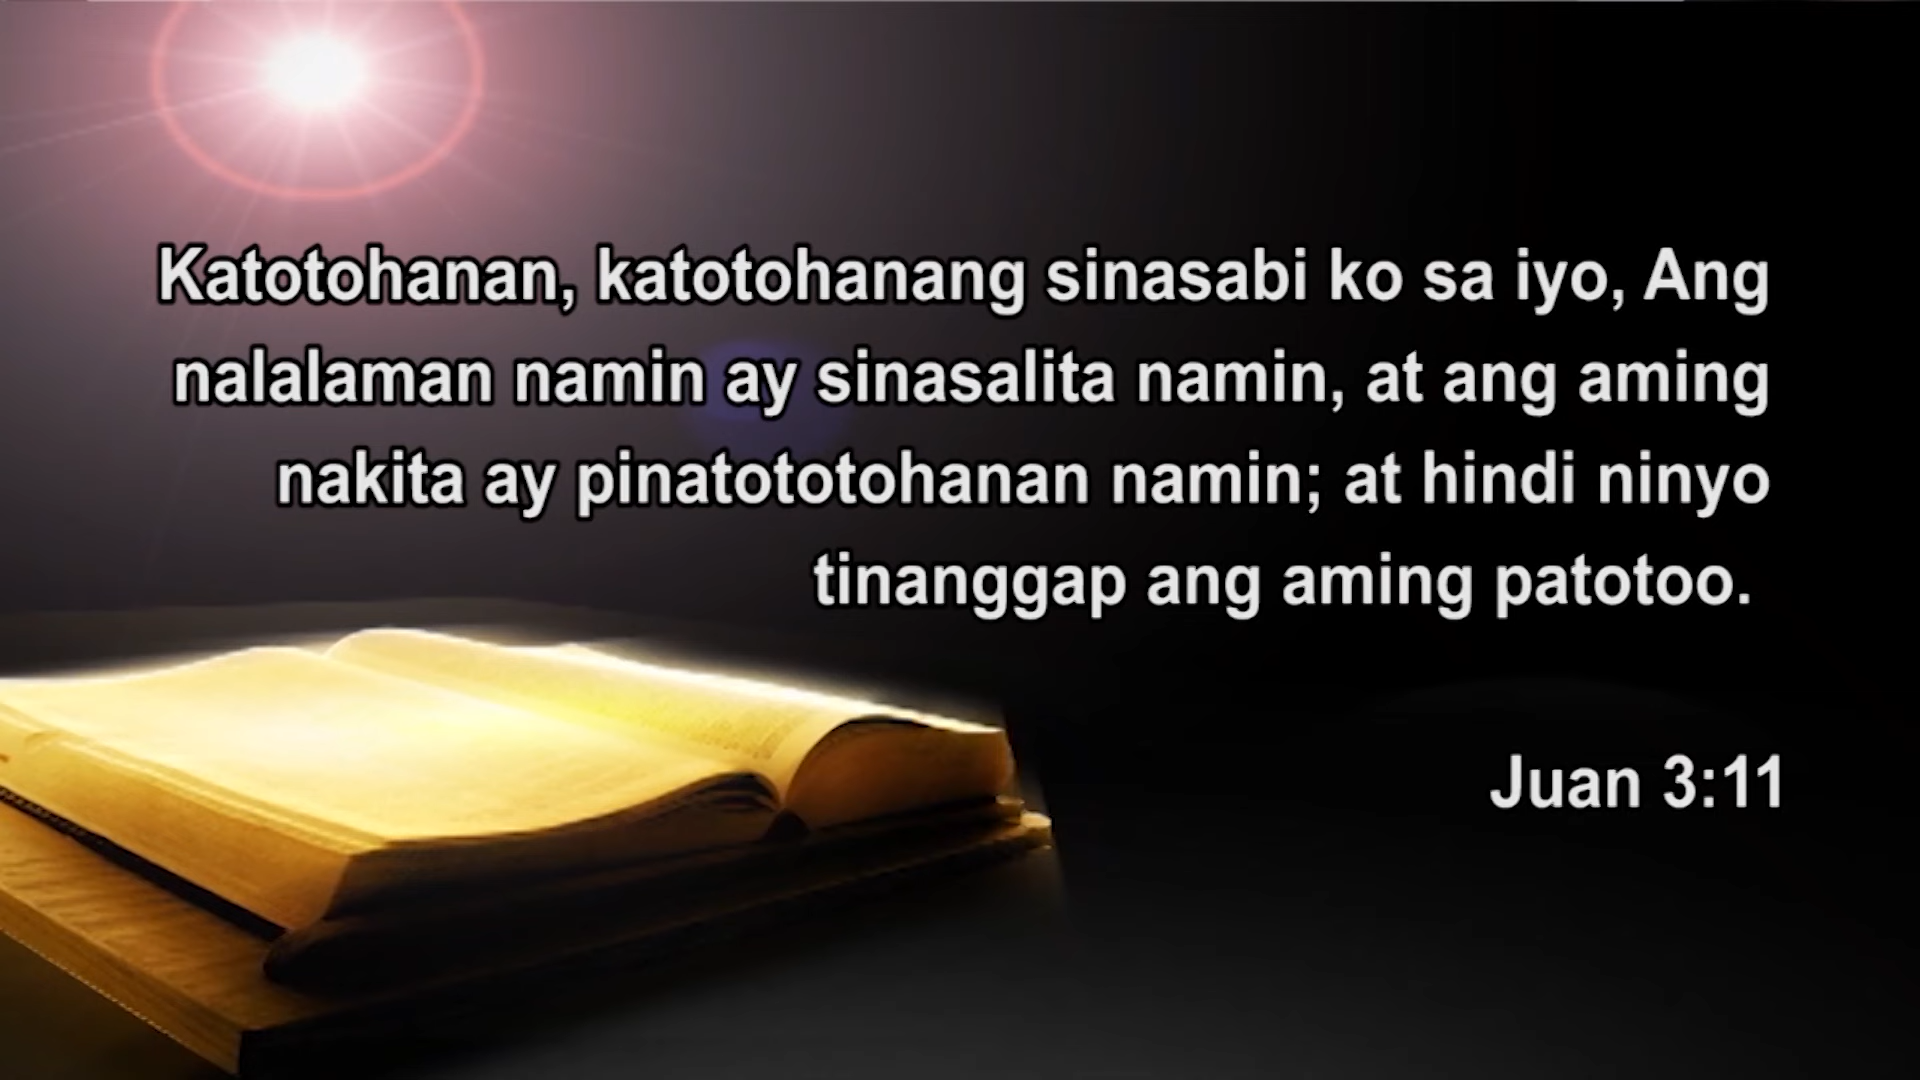 Katotohanan, katotohanang sinasabi ko sa iyo, Ang
nalalaman namin ay sinasalita namin, at ang aming
nakita ay pinatototohanan namin; at hindi ninyo
tinanggap ang aming patotoo.
Juan 3:11